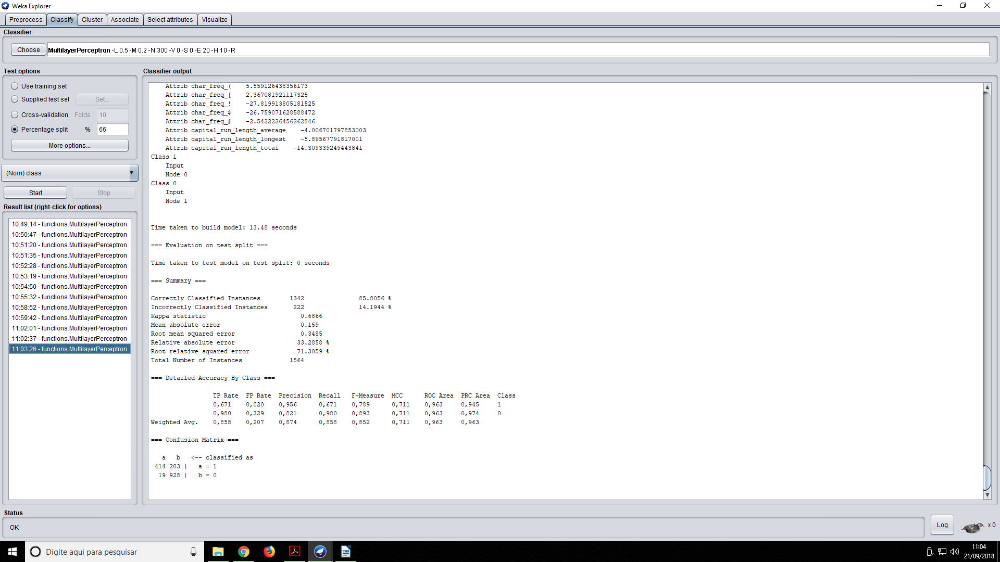 Weka Explorer
Preprocess Classify Cluster Associate Select attributes Visualize
Classifier
Choose MultilayerPerceptron -L 0.5 -M 0.2 -N 300 -V 0 -S 0 -E 20 -H 10 -R
Test options
Use training set
Supplied test set Set...
Cross-validation Folds 10
Percentage split % 66
More options...
(Nom) class
Start Stop
Result list (right-click for options)
10:49:14 - functions.MultilayerPerceptron
10:50:47 - functions.MultilayerPerceptron
10:51:20 - functions.MultilayerPerceptron
10:51:35 - functions.MultilayerPerceptron
10:52:28 - functions.MultilayerPerceptron
10:53:19 - functions.MultilayerPerceptron
10:54:50 - functions.MultilayerPerceptron
10:55:32 - functions.MultilayerPerceptron
10:58:52 - functions.MultilayerPerceptron
10:59:42 - functions.MultilayerPerceptron
11:02:01 - functions.MultilayerPerceptron
11:02:37 - functions.MultilayerPerceptron
11:03:26 - functions.MultilayerPerceptron
Classifier output
Attrib char_freq_( 5.559126438356173
Attrib char_freq_[ 2.367081921117325
Attrib char_freq_! -27.819913805181525
Attrib char_freq_$ -26.759071628588472
Attrib char_freq_# -2.5422226456262846
Attrib capital_run_length_average -4.006701797853003
Attrib capital_run_length_longest -5.89567791817001
Attrib capital_run_length_total -14.309339249443841
Class 1
Input
Node 0
Class 0
Input
Node 1
Time taken to build model: 13.48 seconds
=== Evaluation on test split ===
Time taken to test model on test split: 0 seconds
=== Summary ===
Correctly Classified Instances 1342 85.8056 %
Incorrectly Classified Instances 222 14.1944 %
Kappa statistic 0.6866
Mean absolute error 0.159
Root mean squared error 0.3485
Relative absolute error 33.2858 %
Root relative squared error 71.3059 %
Total Number of Instances 1564
=== Detailed Accuracy By Class ===
TP Rate FP Rate Precision Recall F-Measure MCC ROC Area PRC Area Class
0,671 0,020 0,956 0,671 0,789 0,711 0,963 0,945 1
0,980 0,329 0,821 0,980 0,893 0,711 0,963 0,974 0
Weighted Avg. 0,858 0,207 0,874 0,858 0,852 0,711 0,963 0,963
=== Confusion Matrix ===
a b <-- classified as
414 203 | a = 1
19 928 | b = 0
Status
OK
Log x 0
Digite aqui para pesquisar
11:04
21/09/2018